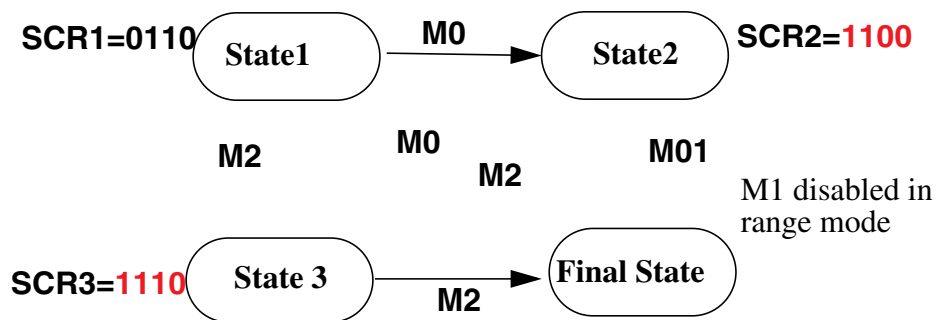 SCR1=0110
State1
M0
State2
SCR2=1100
M2
M0
M2
M01
M1 disabled in
range mode
SCR3=1110
State 3
M2
Final State